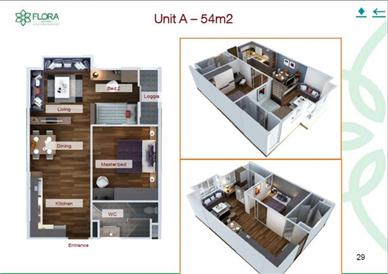 FLORA
Unit A – 54m2
Bed 2
Loggia
Living
Dining
Masterbed
Kitchen
WC
Entrance
29